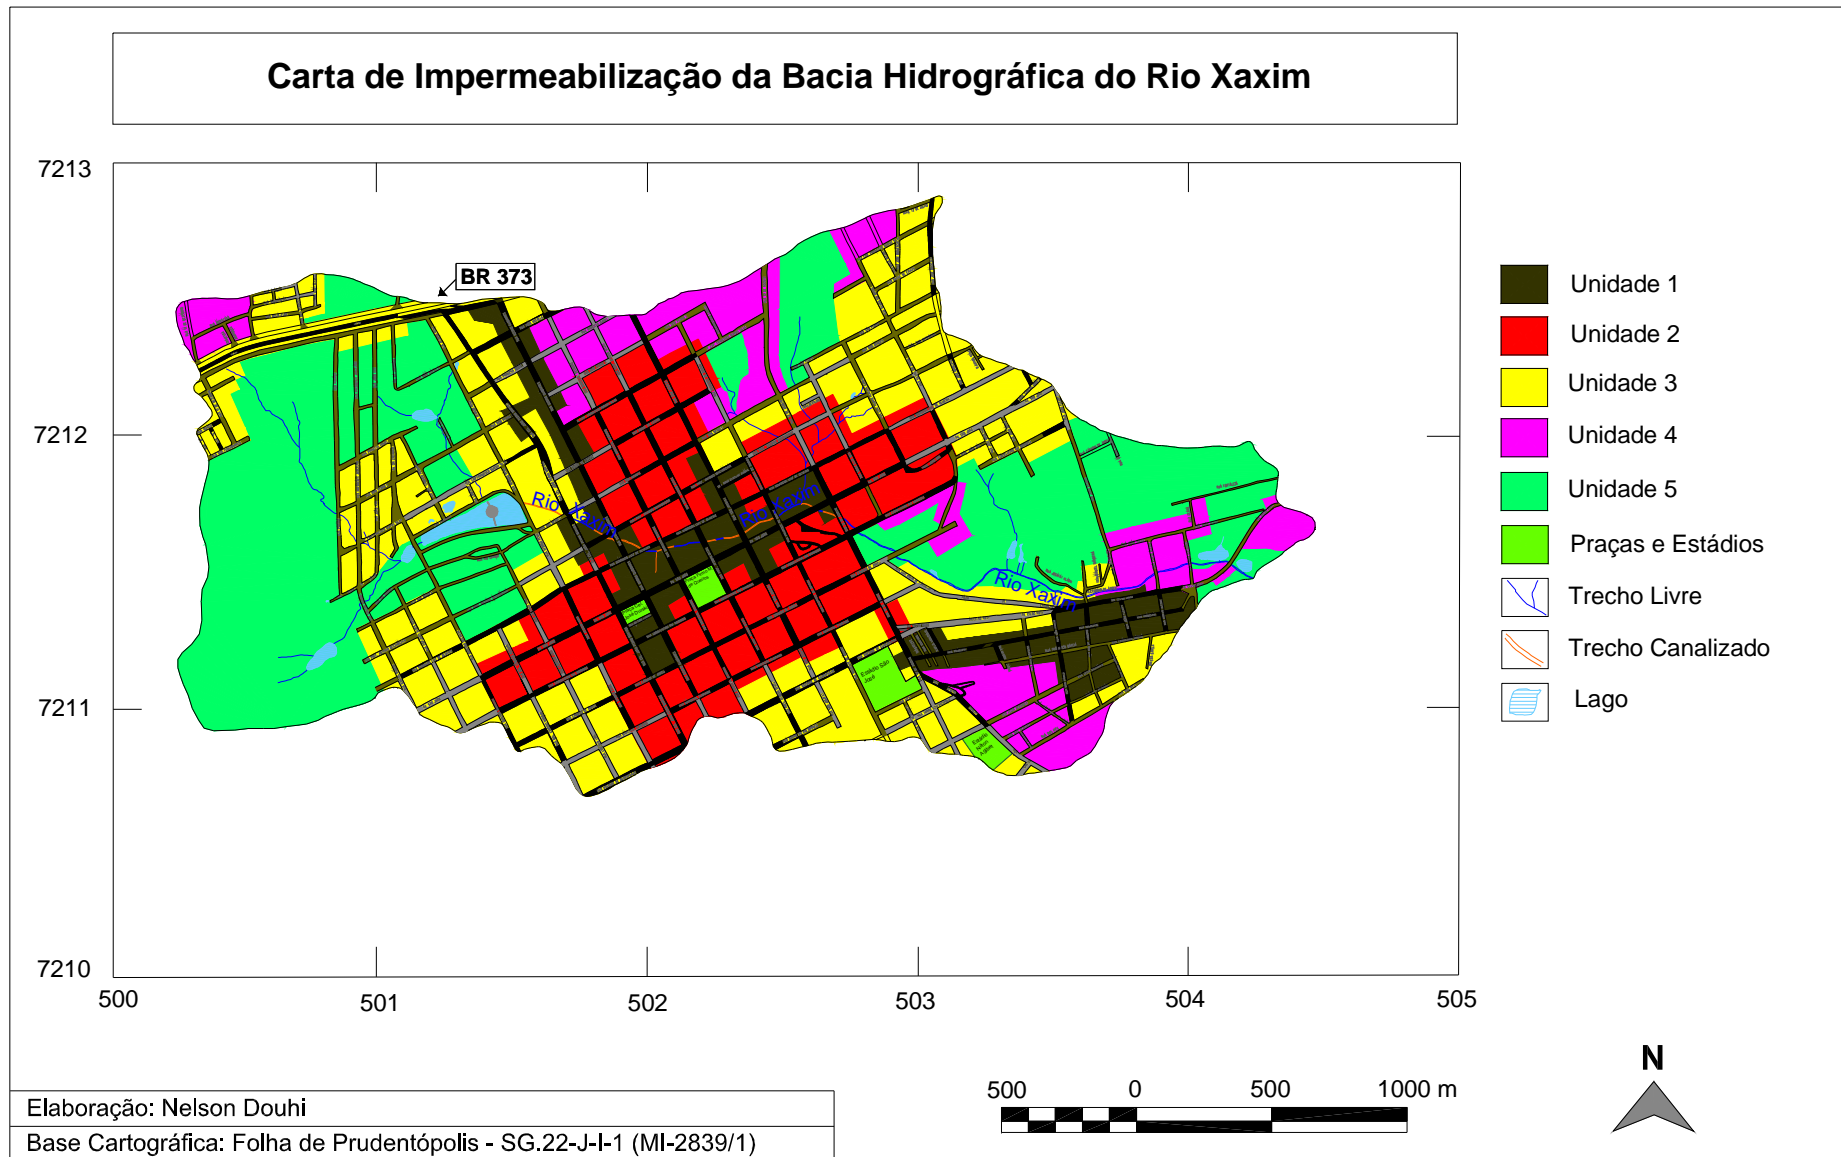 Carta de Impermeabilização da Bacia Hidrográfica do Rio Xaxim
7213
7212
7211
7210
500
501
502
503
504
505
BR 373
Rio Xaxim
Rio Xaxim
Rio Xaxim
Estádio São
José
Unidade 1
Unidade 2
Unidade 3
Unidade 4
Unidade 5
Praças e Estádios
Trecho Livre
Trecho Canalizado
Lago
N
500 0 500 1000 m
Elaboração: Nelson Douhi
Base Cartográfica: Folha de Prudentópolis - SG.22-J-I-1 (MI-2839/1)